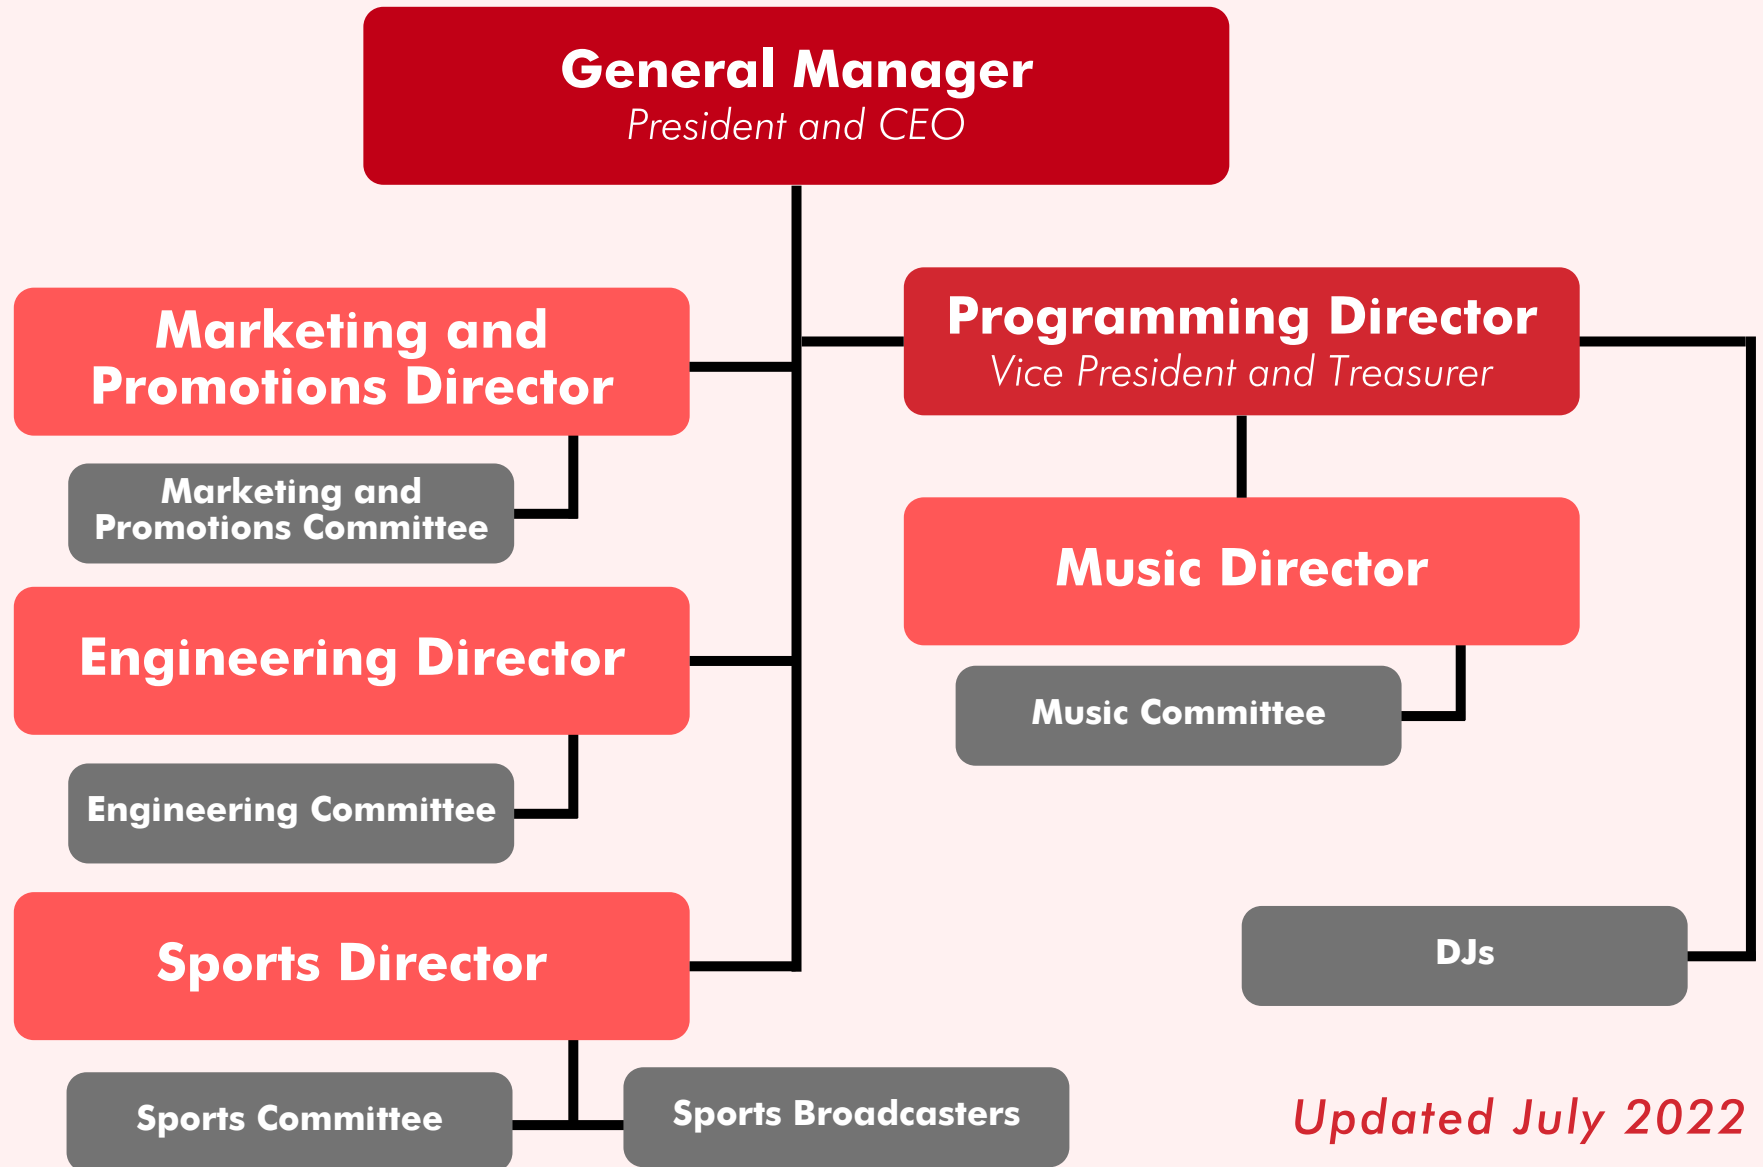 General Manager
President and CEO
Marketing and
Promotions Director
Programming Director
Vice President and Treasurer
Marketing and
Promotions Committee
Music Director
Engineering Director
Music Committee
Engineering Committee
Sports Director
DJs
Sports Committee
Sports Broadcasters
Updated July 2022